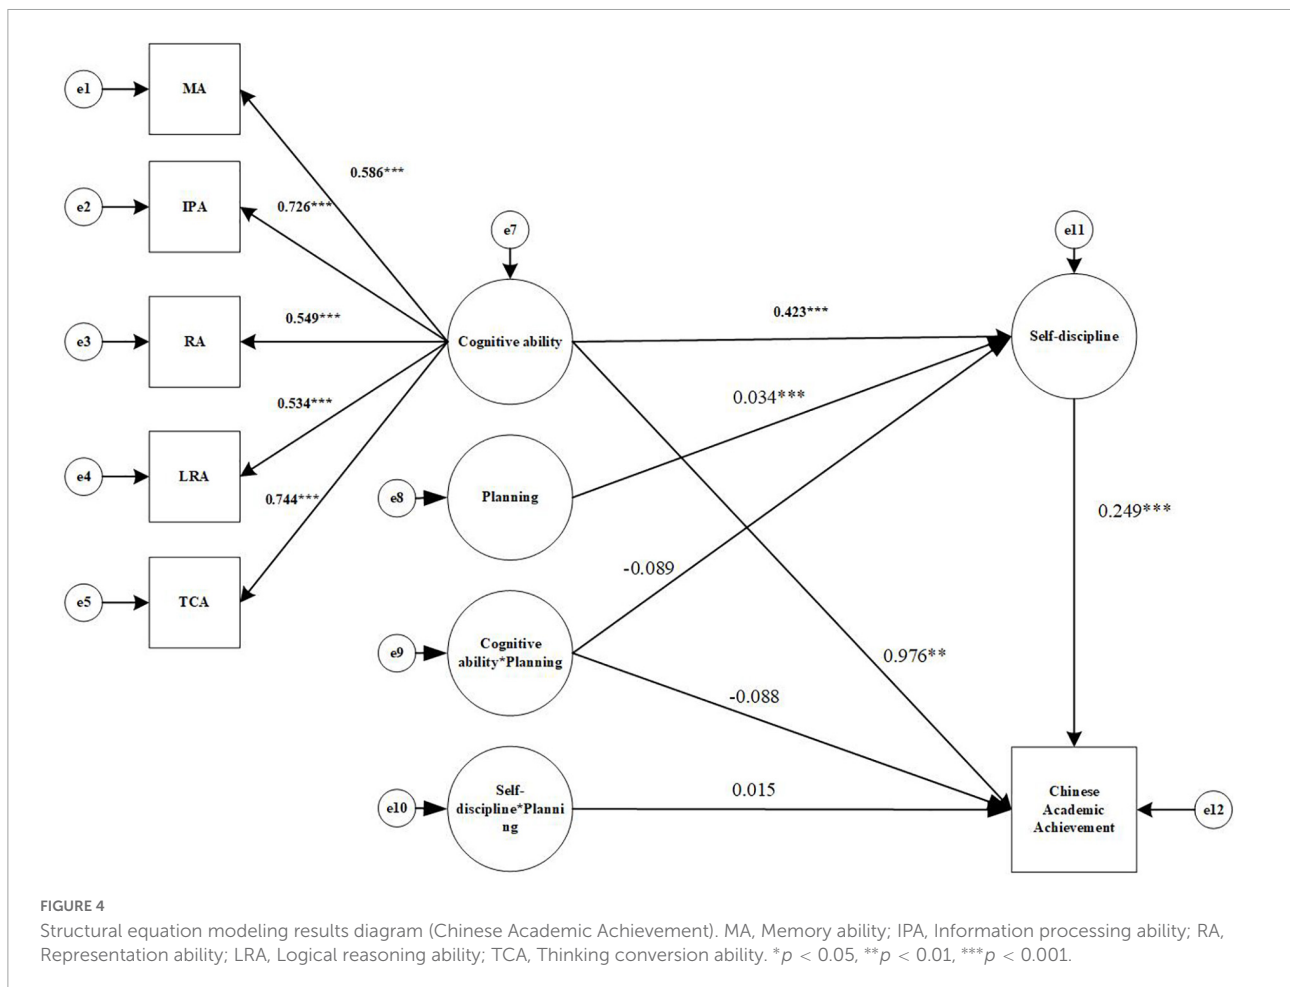 e1
MA
0.586***
e2
IPA
0.726***
e7
e11
e3
RA
0.549***
Cognitive ability
0.423***
Self-discipline
0.034***
0.534***
e4
LRA
0.744***
e8
Planning
0.249***
-0.089
e5
TCA
e9
Cognitive
ability*Planning
0.976**
-0.088
e10
Self-
discipline*Planni
ng
0.015
Chinese
Academic
Achievement
e12
FIGURE 4
Structural equation modeling results diagram (Chinese Academic Achievement). MA, Memory ability; IPA, Information processing ability; RA,
Representation ability; LRA, Logical reasoning ability; TCA, Thinking conversion ability. *p < 0.05, **p < 0.01, ***p < 0.001.